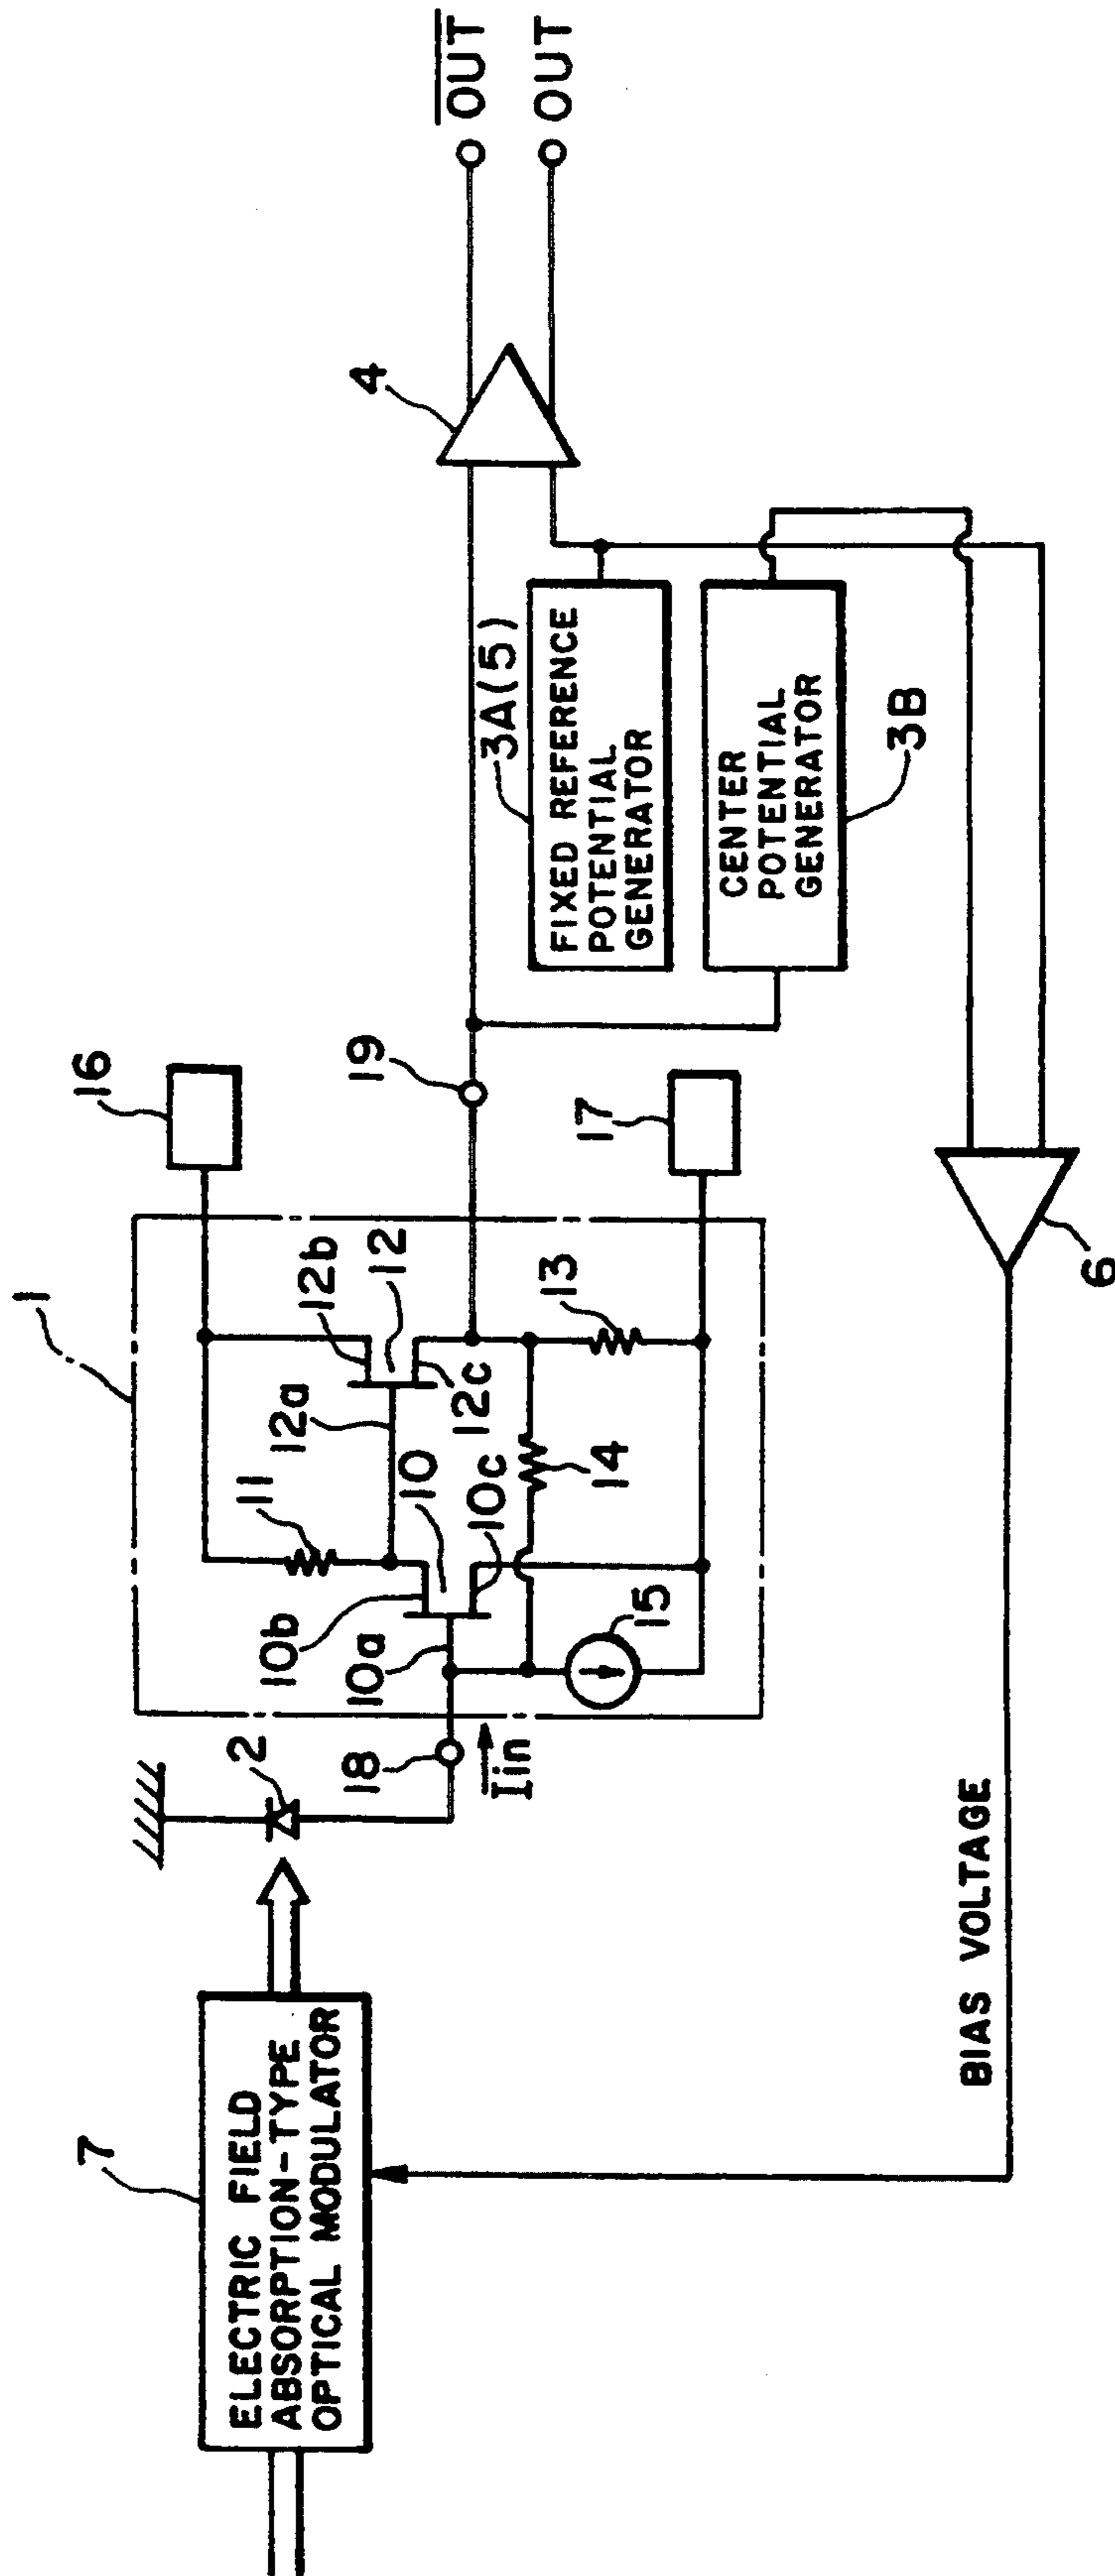 7
ELECTRIC FIELD
ABSORPTION-TYPE
OPTICAL MODULATOR
2
18
Iin
1
16
11
12a
12b
12
12c
10b
10a
10
10c
14
13
15
17
19
3A(5)
FIXED REFERENCE
POTENTIAL
GENERATOR
CENTER
POTENTIAL
GENERATOR
3B
4
OUT
OUT
6
BIAS VOLTAGE